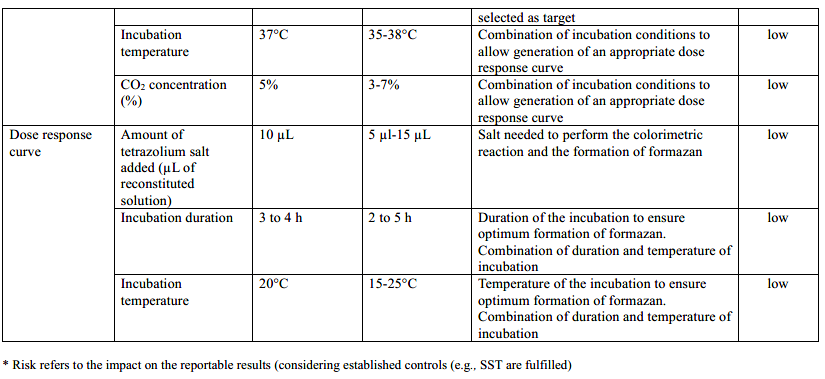 selected as target
Incubation temperature 37°C 35-38°C Combination of incubation conditions to allow generation of an appropriate dose response curve low
CO₂ concentration (%) 5% 3-7% Combination of incubation conditions to allow generation of an appropriate dose response curve low
Dose response curve Amount of tetrazolium salt added (µL of reconstituted solution) 10 µL 5 µl-15 µL Salt needed to perform the colorimetric reaction and the formation of formazan low
Incubation duration 3 to 4 h 2 to 5 h Duration of the incubation to ensure optimum formation of formazan. Combination of duration and temperature of incubation low
Incubation temperature 20°C 15-25°C Temperature of the incubation to ensure optimum formation of formazan. Combination of duration and temperature of incubation low
* Risk refers to the impact on the reportable results (considering established controls (e.g., SST are fulfilled)